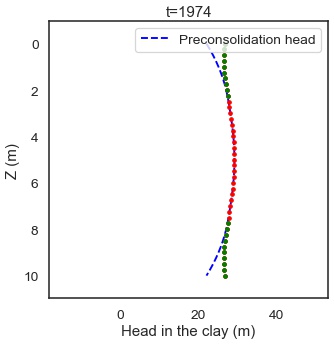 t=1974
Preconsolidation head
0
2
4
6
8
10
Z (m)
0 20 40
Head in the clay (m)